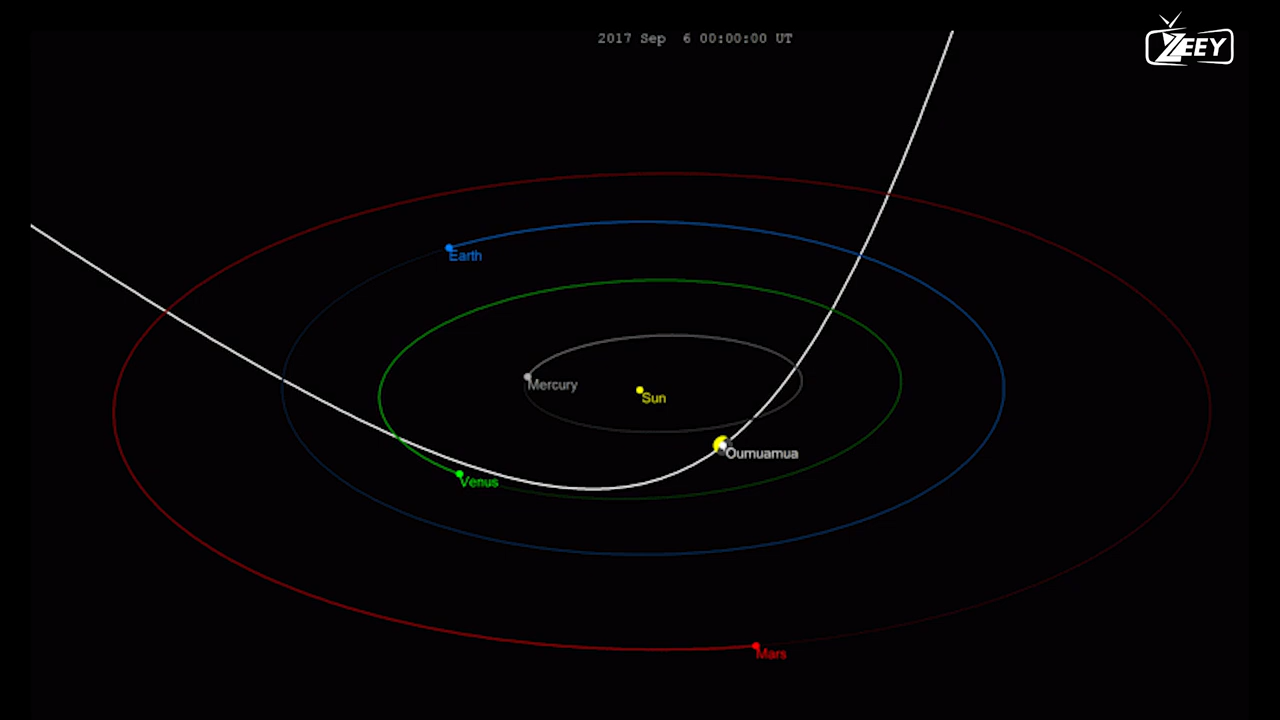 2017 Sep  6 00:00:00 UT
ZEEY
Earth
Mercury
Sun
Oumuamua
Venus
Mars